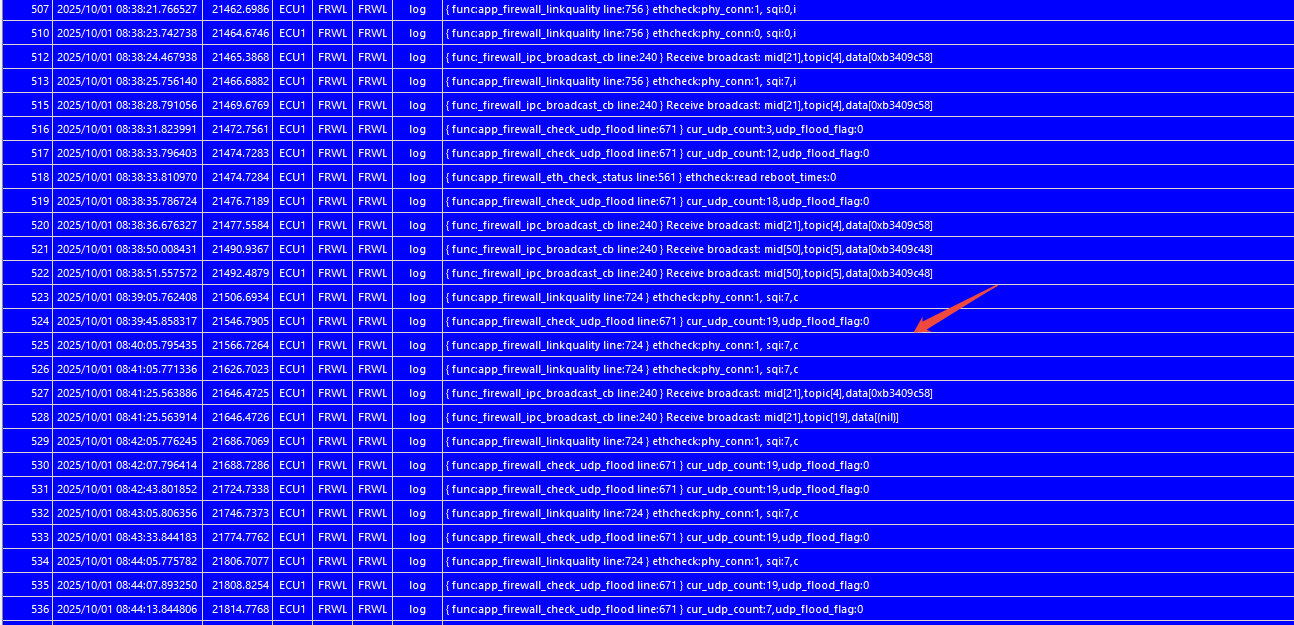 507 2025/10/01 08:38:21.766527 21462.6986 ECU1 FRWL FRWL log { func:app_firewall_linkquality line:756 } ethcheck:phy_conn:1, sqi:0,i
510 2025/10/01 08:38:23.742738 21464.6746 ECU1 FRWL FRWL log { func:app_firewall_linkquality line:756 } ethcheck:phy_conn:0, sqi:0,i
512 2025/10/01 08:38:24.467938 21465.3868 ECU1 FRWL FRWL log { func:_firewall_ipc_broadcast_cb line:240 } Receive broadcast: mid[21],topic[4],data[0xb3409c58]
513 2025/10/01 08:38:25.756140 21466.6882 ECU1 FRWL FRWL log { func:app_firewall_linkquality line:756 } ethcheck:phy_conn:1, sqi:7,i
515 2025/10/01 08:38:28.791056 21469.6769 ECU1 FRWL FRWL log { func:_firewall_ipc_broadcast_cb line:240 } Receive broadcast: mid[21],topic[4],data[0xb3409c58]
516 2025/10/01 08:38:31.823991 21472.7561 ECU1 FRWL FRWL log { func:app_firewall_check_udp_flood line:671 } cur_udp_count:3,udp_flood_flag:0
517 2025/10/01 08:38:33.796403 21474.7283 ECU1 FRWL FRWL log { func:app_firewall_check_udp_flood line:671 } cur_udp_count:12,udp_flood_flag:0
518 2025/10/01 08:38:33.810970 21474.7284 ECU1 FRWL FRWL log { func:app_firewall_eth_check_status line:561 } ethcheck:read reboot_times:0
519 2025/10/01 08:38:35.786724 21476.7189 ECU1 FRWL FRWL log { func:app_firewall_check_udp_flood line:671 } cur_udp_count:18,udp_flood_flag:0
520 2025/10/01 08:38:36.676327 21477.5584 ECU1 FRWL FRWL log { func:_firewall_ipc_broadcast_cb line:240 } Receive broadcast: mid[21],topic[4],data[0xb3409c58]
521 2025/10/01 08:38:50.008431 21490.9367 ECU1 FRWL FRWL log { func:_firewall_ipc_broadcast_cb line:240 } Receive broadcast: mid[50],topic[5],data[0xb3409c48]
522 2025/10/01 08:38:51.557572 21492.4879 ECU1 FRWL FRWL log { func:_firewall_ipc_broadcast_cb line:240 } Receive broadcast: mid[50],topic[5],data[0xb3409c48]
523 2025/10/01 08:39:05.762408 21506.6934 ECU1 FRWL FRWL log { func:app_firewall_linkquality line:724 } ethcheck:phy_conn:1, sqi:7,c
524 2025/10/01 08:39:45.858317 21546.7905 ECU1 FRWL FRWL log { func:app_firewall_check_udp_flood line:671 } cur_udp_count:19,udp_flood_flag:0
525 2025/10/01 08:40:05.795435 21566.7264 ECU1 FRWL FRWL log { func:app_firewall_linkquality line:724 } ethcheck:phy_conn:1, sqi:7,c
526 2025/10/01 08:41:05.771336 21626.7023 ECU1 FRWL FRWL log { func:app_firewall_linkquality line:724 } ethcheck:phy_conn:1, sqi:7,c
527 2025/10/01 08:41:25.563886 21646.4725 ECU1 FRWL FRWL log { func:_firewall_ipc_broadcast_cb line:240 } Receive broadcast: mid[21],topic[4],data[0xb3409c58]
528 2025/10/01 08:41:25.563914 21646.4726 ECU1 FRWL FRWL log { func:_firewall_ipc_broadcast_cb line:240 } Receive broadcast: mid[21],topic[19],data[(nil)]
529 2025/10/01 08:42:05.776245 21686.7069 ECU1 FRWL FRWL log { func:app_firewall_linkquality line:724 } ethcheck:phy_conn:1, sqi:7,c
530 2025/10/01 08:42:07.796414 21688.7286 ECU1 FRWL FRWL log { func:app_firewall_check_udp_flood line:671 } cur_udp_count:19,udp_flood_flag:0
531 2025/10/01 08:42:43.801852 21724.7338 ECU1 FRWL FRWL log { func:app_firewall_check_udp_flood line:671 } cur_udp_count:19,udp_flood_flag:0
532 2025/10/01 08:43:05.806356 21746.7373 ECU1 FRWL FRWL log { func:app_firewall_linkquality line:724 } ethcheck:phy_conn:1, sqi:7,c
533 2025/10/01 08:43:33.844183 21774.7762 ECU1 FRWL FRWL log { func:app_firewall_check_udp_flood line:671 } cur_udp_count:19,udp_flood_flag:0
534 2025/10/01 08:44:05.775782 21806.7077 ECU1 FRWL FRWL log { func:app_firewall_linkquality line:724 } ethcheck:phy_conn:1, sqi:7,c
535 2025/10/01 08:44:07.893250 21808.8254 ECU1 FRWL FRWL log { func:app_firewall_check_udp_flood line:671 } cur_udp_count:19,udp_flood_flag:0
536 2025/10/01 08:44:13.844806 21814.7768 ECU1 FRWL FRWL log { func:app_firewall_check_udp_flood line:671 } cur_udp_count:7,udp_flood_flag:0